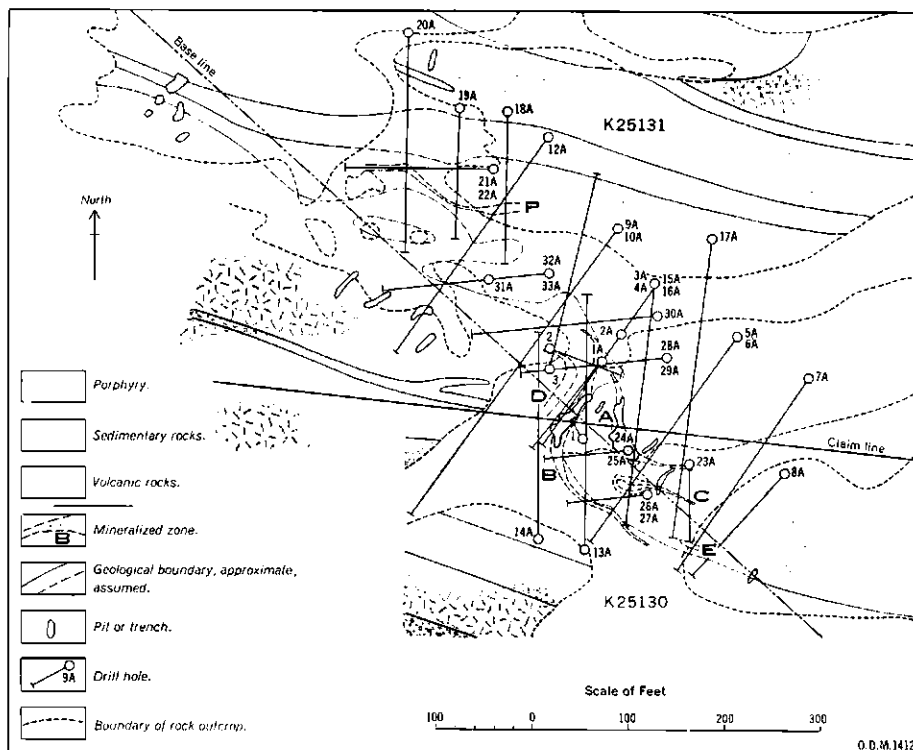 20A
Base line
19A
18A
K25131
12A
21A
22A
North
P
9A
10A
17A
32A
33A
3A
4A
15A
16A
31A
30A
2A
5A
6A
2
1A
28A
29A
3
7A
D
A
Porphyry.
1
24A
Claim line
Sedimentary rocks.
25A
23A
B
8A
Volcanic rocks.
C
26A
27A
B
Mineralized zone.
14A
13A
E
Geological boundary, approximate,
assumed.
K25130
Pit or trench.
9A
Drill hole.
Scale of Feet
100
0
100
200
300
Boundary of rock outcrop.
O.D.M.1412